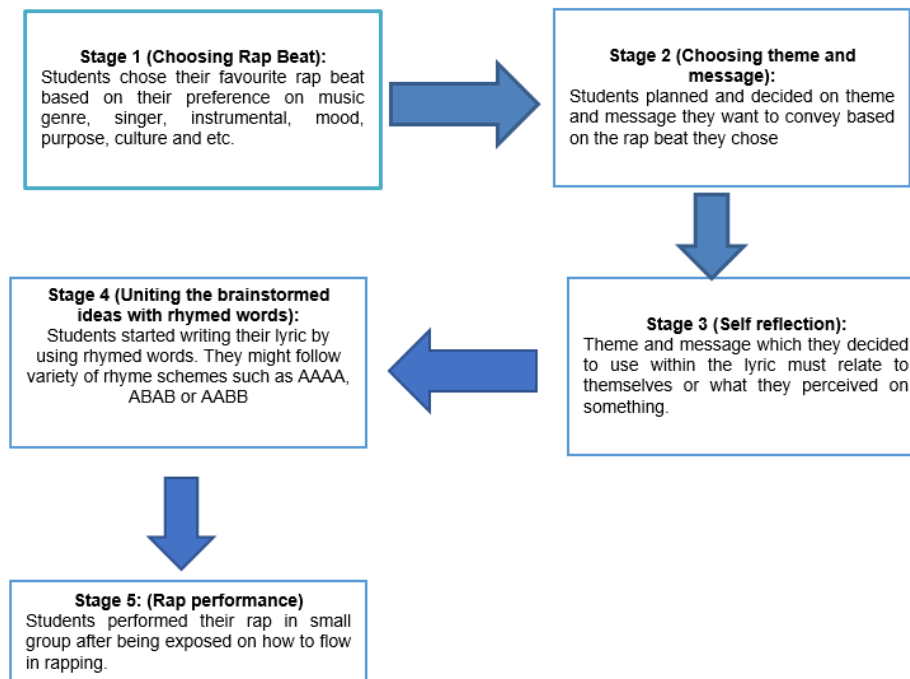 Stage 1 (Choosing Rap Beat):
Students chose their favourite rap beat
based on their preference on music
genre, singer, instrumental, mood,
purpose, culture and etc.
Stage 2 (Choosing theme and
message):
Students planned and decided on theme
and message they want to convey based
on the rap beat they chose
Stage 3 (Self reflection):
Theme and message which they decided
to use within the lyric must relate to
themselves or what they perceived on
something.
Stage 4 (Uniting the brainstormed
ideas with rhymed words):
Students started writing their lyric by
using rhymed words. They might follow
variety of rhyme schemes such as AAAA,
ABAB or AABB
Stage 5: (Rap performance)
Students performed their rap in small
group after being exposed on how to flow
in rapping.